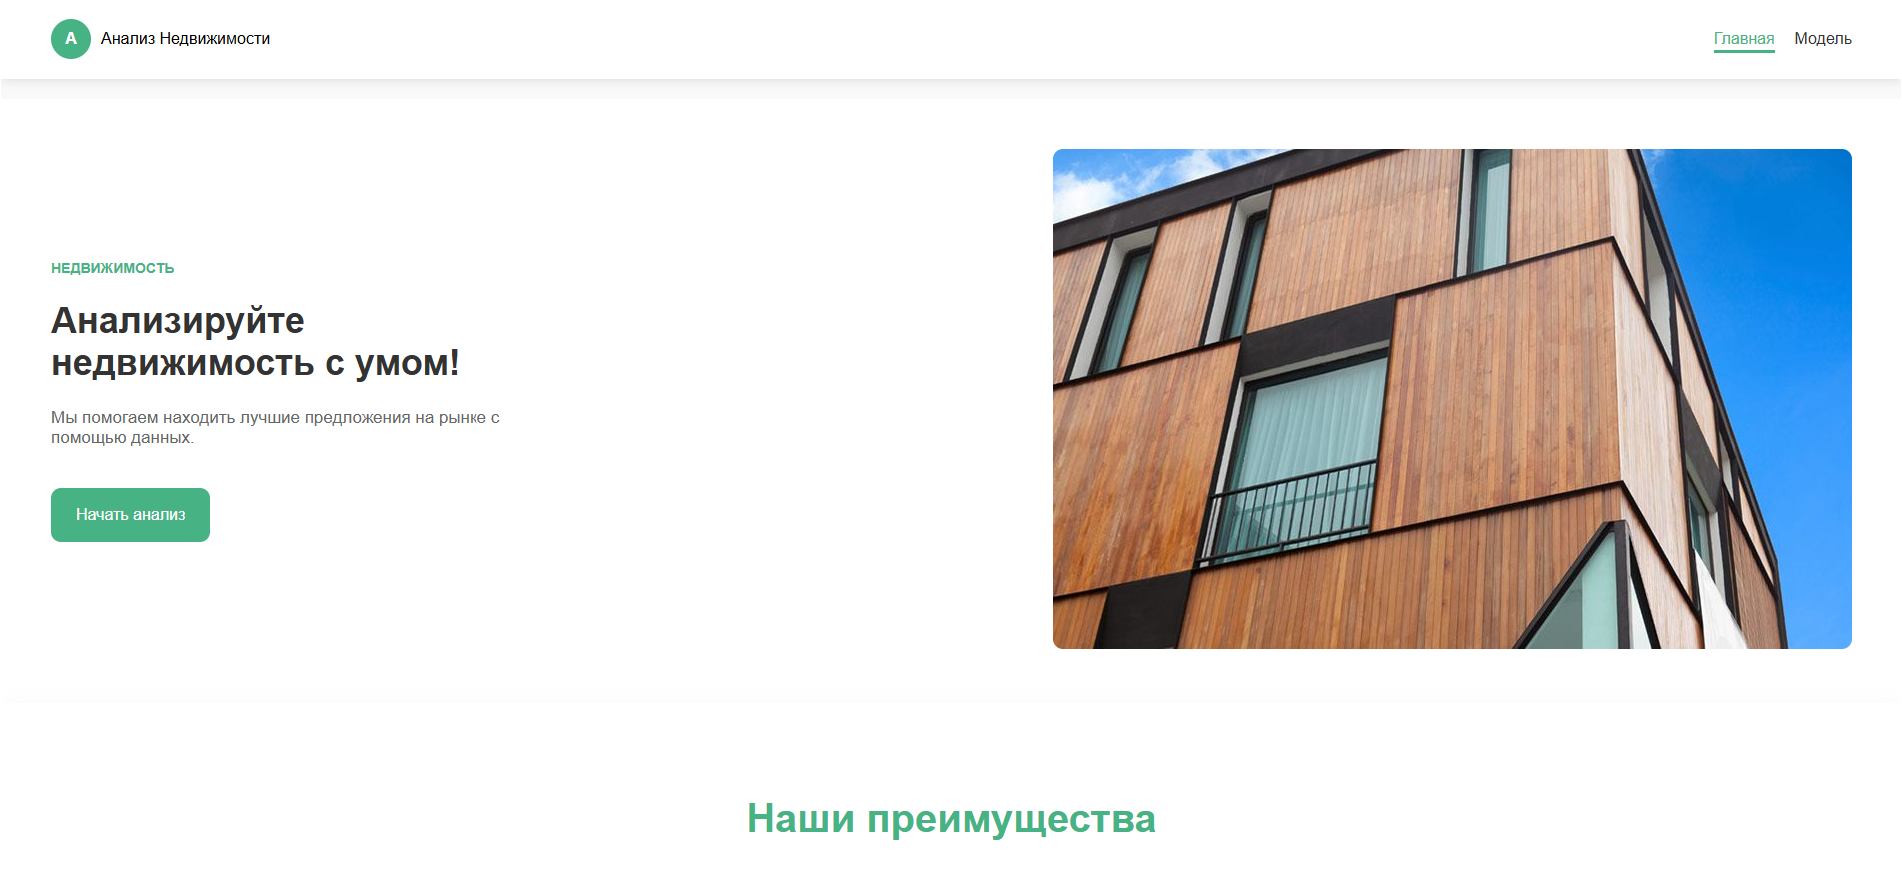 А Анализ Недвижимости
Главная Модель
НЕДВИЖИМОСТЬ
Анализируйте
недвижимость с умом!
Мы помогаем находить лучшие предложения на рынке с
помощью данных.
Начать анализ
Наши преимущества